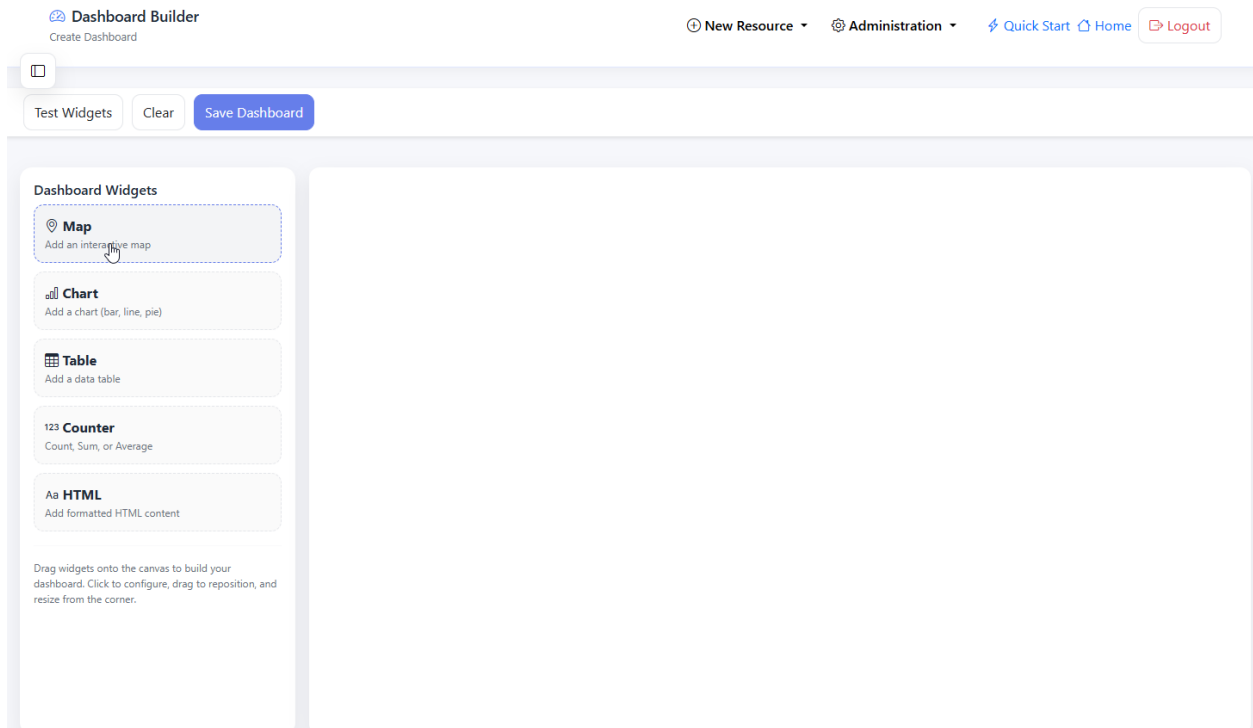 Dashboard Builder
Create Dashboard
New Resource
Administration
Quick Start
Home
Logout
Test Widgets
Clear
Save Dashboard
Dashboard Widgets
Map
Add an interactive map
Chart
Add a chart (bar, line, pie)
Table
Add a data table
123 Counter
Count, Sum, or Average
Aa HTML
Add formatted HTML content
Drag widgets onto the canvas to build your
dashboard. Click to configure, drag to reposition, and
resize from the corner.